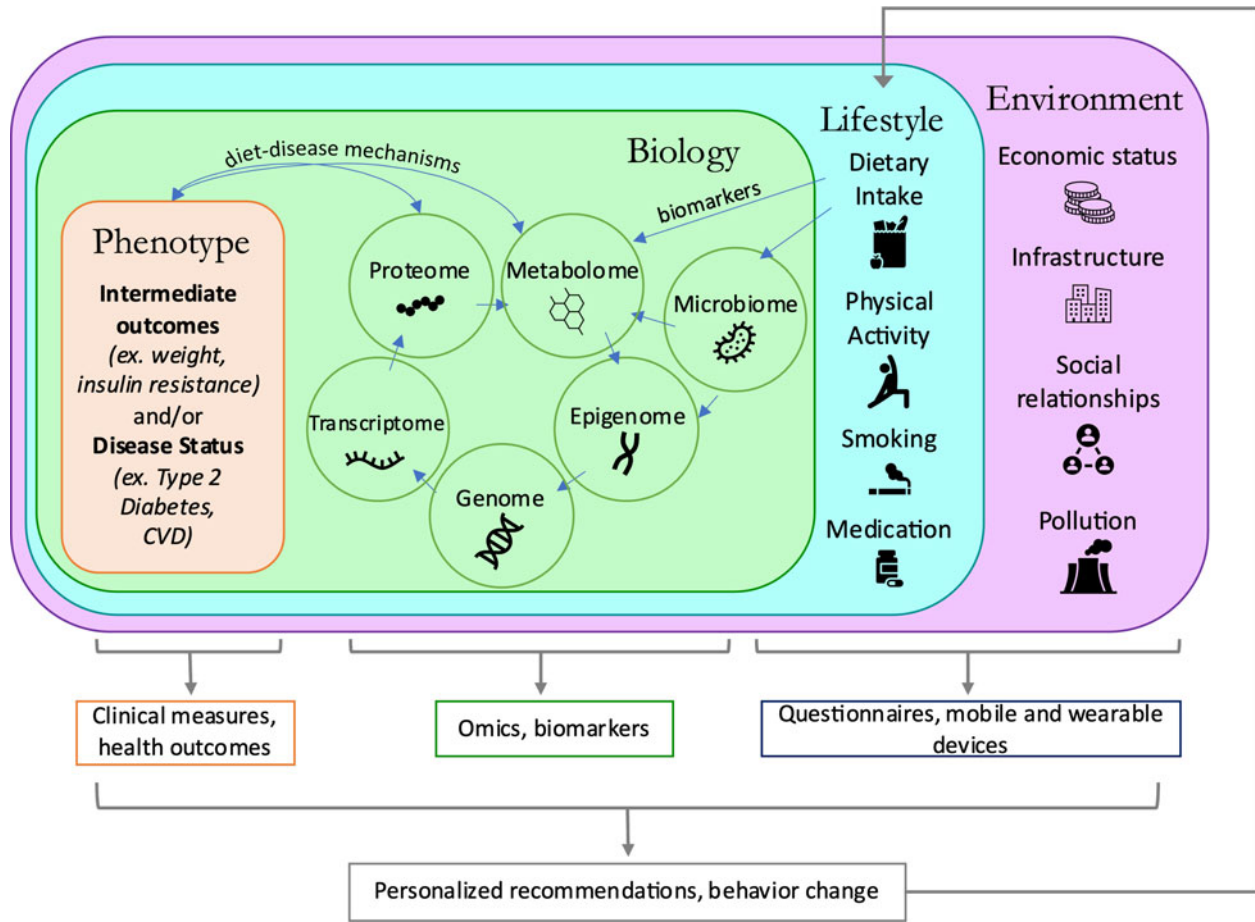 Environment
Lifestyle
Biology
diet-disease mechanisms
biomarkers
Phenotype
Intermediate
outcomes
(ex. weight,
insulin resistance)
and/or
Disease Status
(ex. Type 2
Diabetes,
CVD)
Proteome
Metabolome
Microbiome
Transcriptome
Epigenome
Genome
Dietary
Intake
Physical
Activity
Smoking
Medication
Economic status
Infrastructure
Social
relationships
Pollution
Clinical measures,
health outcomes
Omics, biomarkers
Questionnaires, mobile and wearable
devices
Personalized recommendations, behavior change